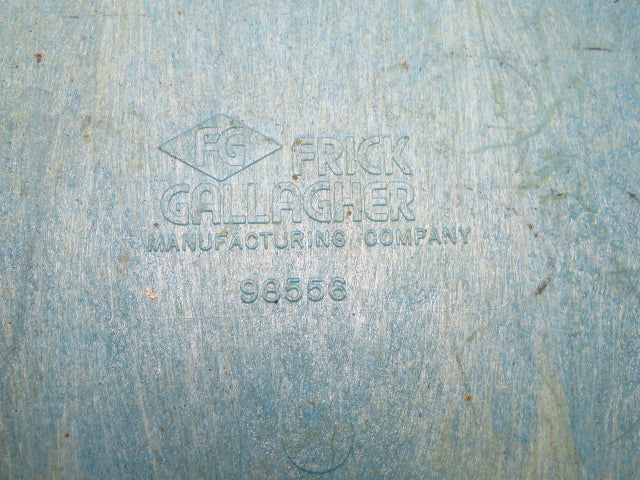 FG FRICK
GALLAGHER
MANUFACTURING COMPANY
98556